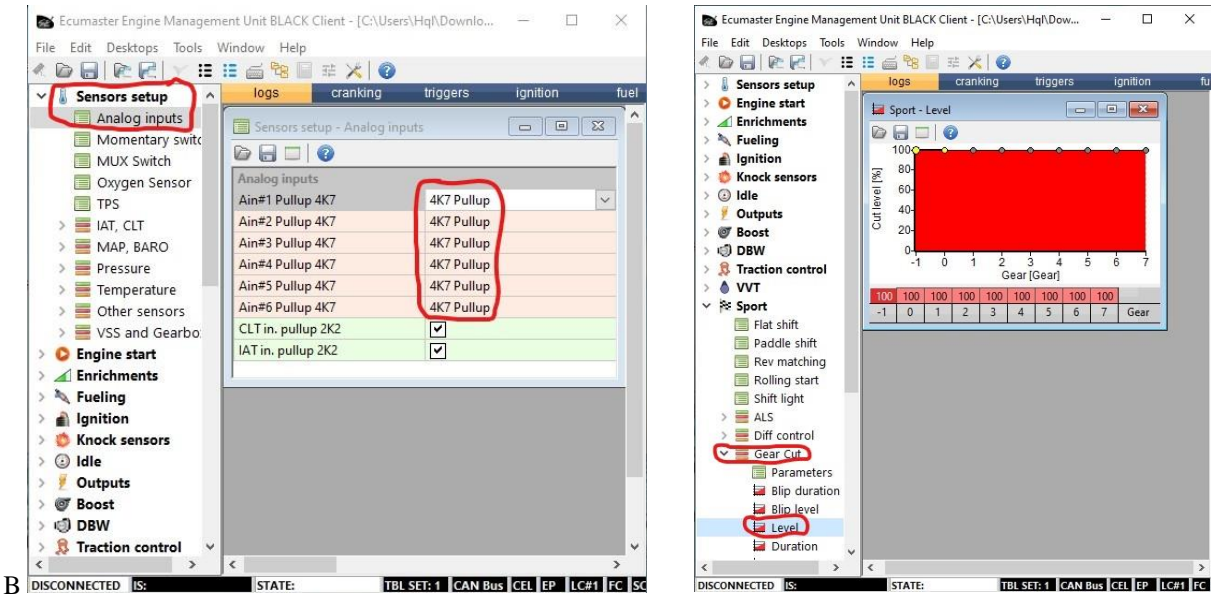 Ecumaster Engine Management Unit BLACK Client - [C:\Users\Hql\Downlo...
File Edit Desktops Tools Window Help
logs cranking triggers ignition fuel
Sensors setup
Analog inputs
Momentary switc
MUX Switch
Oxygen Sensor
TPS
IAT, CLT
MAP, BARO
Pressure
Temperature
Other sensors
VSS and Gearbo
Engine start
Enrichments
Fueling
Ignition
Knock sensors
Idle
Outputs
Boost
DBW
Traction control
Sensors setup - Analog inputs
Analog inputs
Ain#1 Pullup 4K7 4K7 Pullup
Ain#2 Pullup 4K7 4K7 Pullup
Ain#3 Pullup 4K7 4K7 Pullup
Ain#4 Pullup 4K7 4K7 Pullup
Ain#5 Pullup 4K7 4K7 Pullup
Ain#6 Pullup 4K7 4K7 Pullup
CLT in. pullup 2K2
IAT in. pullup 2K2
B
DISCONNECTED IS: STATE: TBL SET: 1 CAN Bus CEL EP LC#1 FC SC
Ecumaster Engine Management Unit BLACK Client - [C:\Users\Hql\Dow...
File Edit Desktops Tools Window Help
logs cranking triggers ignition fu
Sensors setup
Engine start
Enrichments
Fueling
Ignition
Knock sensors
Idle
Outputs
Boost
DBW
Traction control
VVT
Sport
Flat shift
Paddle shift
Rev matching
Rolling start
Shift light
ALS
Diff control
Gear Cut
Parameters
Blip duration
Blip level
Level
Duration
Sport - Level
Cut level [%]
100
80
60
40
20
0
-1 0 1 2 3 4 5 6 7
Gear [Gear]
100 100 100 100 100 100 100 100 100
-1 0 1 2 3 4 5 6 7 Gear
DISCONNECTED IS: STATE: TBL SET: 1 CAN Bus CEL EP LC#1 FC